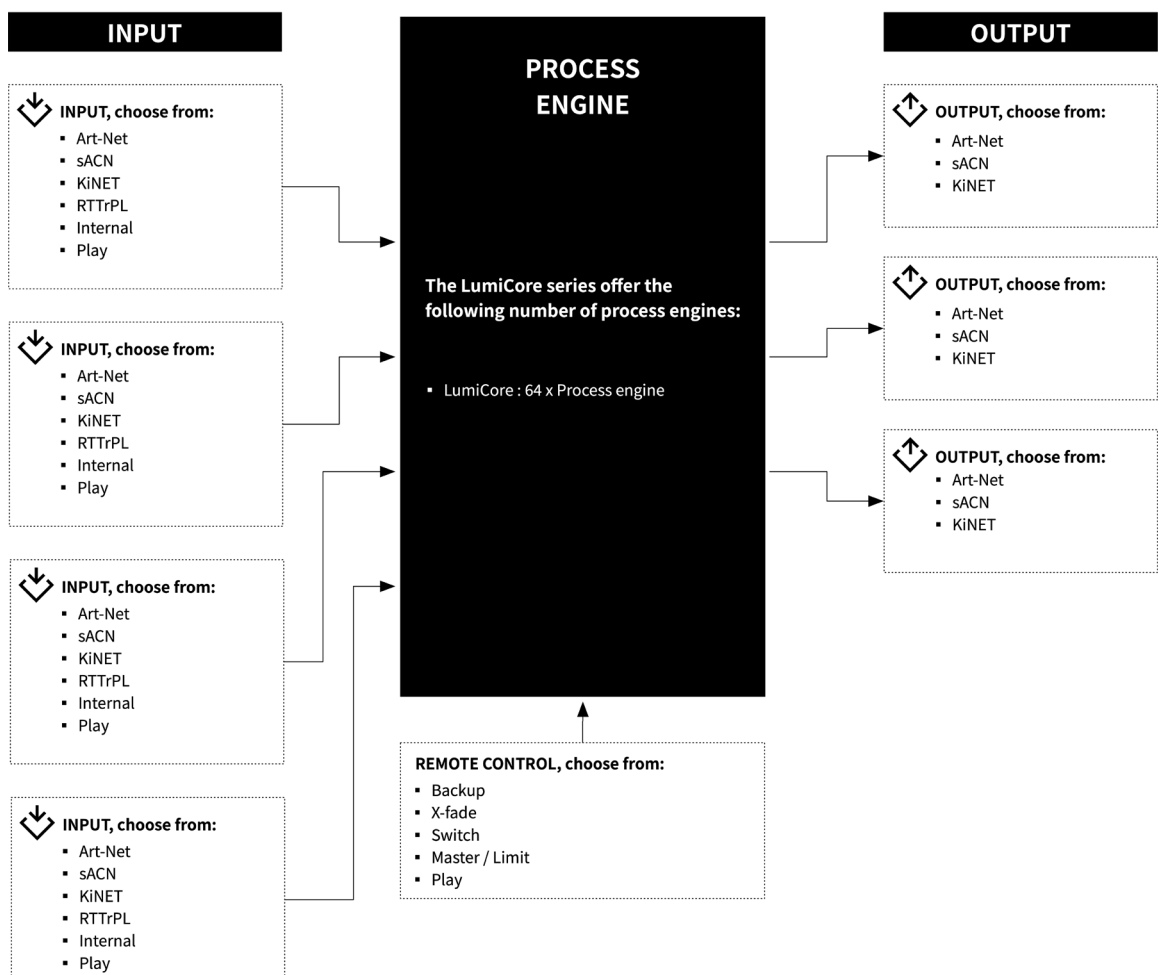 INPUT
INPUT, choose from:
▪ Art-Net
▪ sACN
▪ KiNET
▪ RTTrPL
▪ Internal
▪ Play
INPUT, choose from:
▪ Art-Net
▪ sACN
▪ KiNET
▪ RTTrPL
▪ Internal
▪ Play
INPUT, choose from:
▪ Art-Net
▪ sACN
▪ KiNET
▪ RTTrPL
▪ Internal
▪ Play
INPUT, choose from:
▪ Art-Net
▪ sACN
▪ KiNET
▪ RTTrPL
▪ Internal
▪ Play
PROCESS
ENGINE
The LumiCore series offer the
following number of process engines:
▪ LumiCore : 64 x Process engine
REMOTE CONTROL, choose from:
▪ Backup
▪ X-fade
▪ Switch
▪ Master / Limit
▪ Play
OUTPUT
OUTPUT, choose from:
▪ Art-Net
▪ sACN
▪ KiNET
OUTPUT, choose from:
▪ Art-Net
▪ sACN
▪ KiNET
OUTPUT, choose from:
▪ Art-Net
▪ sACN
▪ KiNET